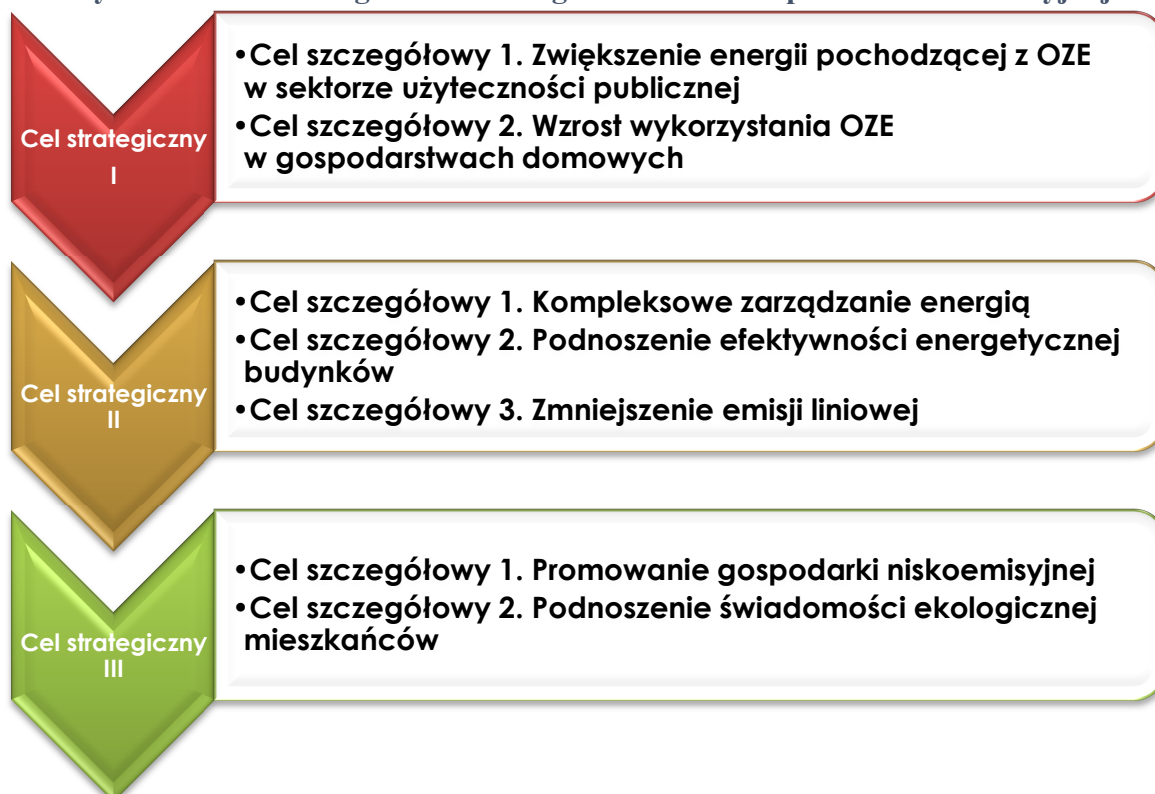 Cel strategiczny
I
•Cel szczegółowy 1. Zwiększenie energii pochodzącej z OZE
w sektorze użyteczności publicznej
•Cel szczegółowy 2. Wzrost wykorzystania OZE
w gospodarstwach domowych
Cel strategiczny
II
•Cel szczegółowy 1. Kompleksowe zarządzanie energią
•Cel szczegółowy 2. Podnoszenie efektywności energetycznej
budynków
•Cel szczegółowy 3. Zmniejszenie emisji liniowej
Cel strategiczny
III
•Cel szczegółowy 1. Promowanie gospodarki niskoemisyjnej
•Cel szczegółowy 2. Podnoszenie świadomości ekologicznej
mieszkańców